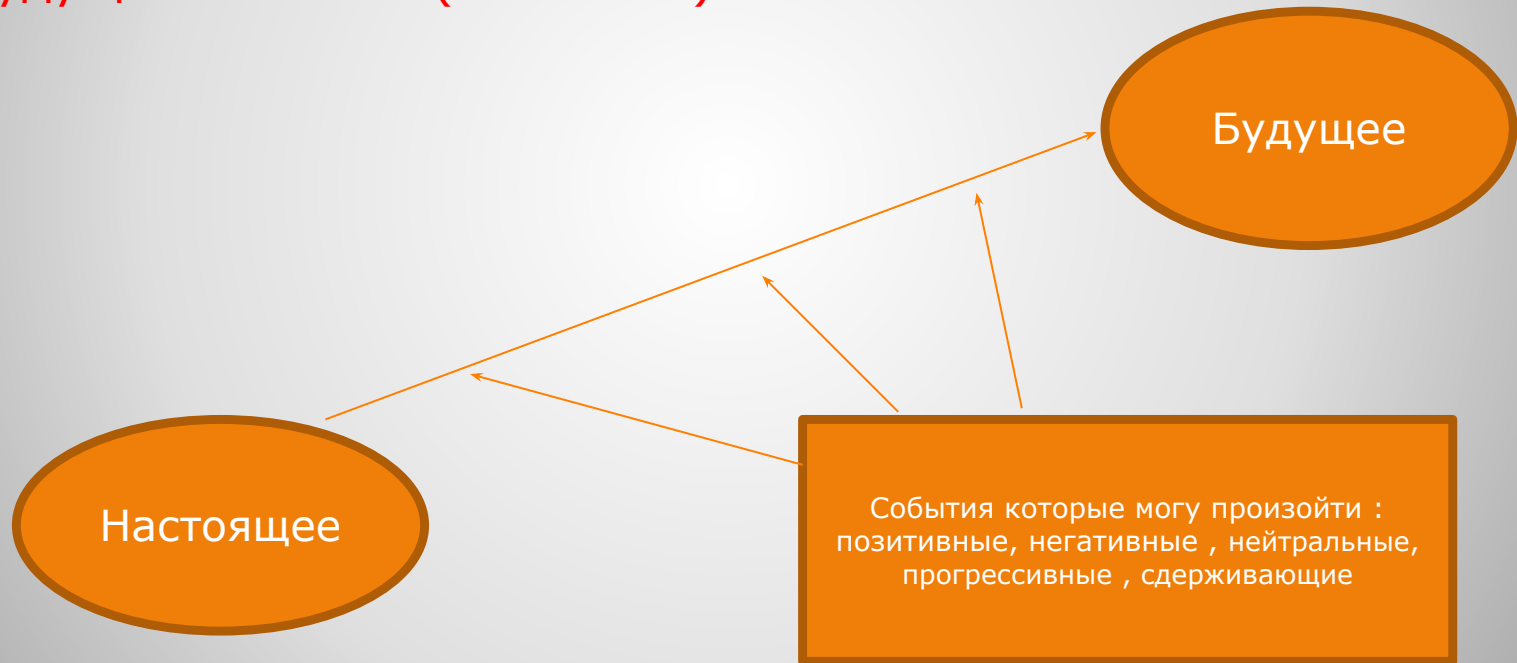 Будущее
Настоящее
События которые могу произойти :
позитивные, негативные , нейтральные,
прогрессивные , сдерживающие